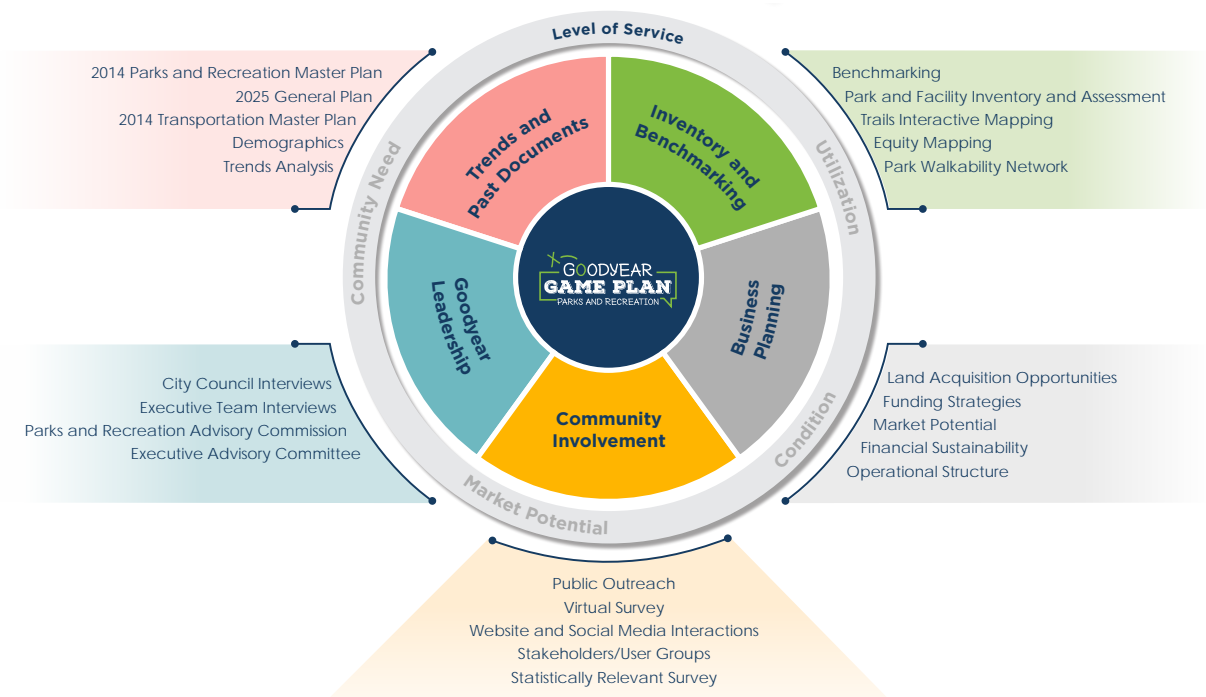 Level of Service
2014 Parks and Recreation Master Plan
2025 General Plan
2014 Transportation Master Plan
Demographics
Trends Analysis
Trends and
Past Documents
Inventory and
Benchmarking
Benchmarking
Park and Facility Inventory and Assessment
Trails Interactive Mapping
Equity Mapping
Park Walkability Network
Community Need
Utilization
GOODYEAR
GAME PLAN
PARKS AND RECREATION
Goodyear
Leadership
Business
Planning
City Council Interviews
Executive Team Interviews
Parks and Recreation Advisory Commission
Executive Advisory Committee
Community
Involvement
Land Acquisition Opportunities
Funding Strategies
Market Potential
Financial Sustainability
Operational Structure
Condition
Market Potential
Public Outreach
Virtual Survey
Website and Social Media Interactions
Stakeholders/User Groups
Statistically Relevant Survey